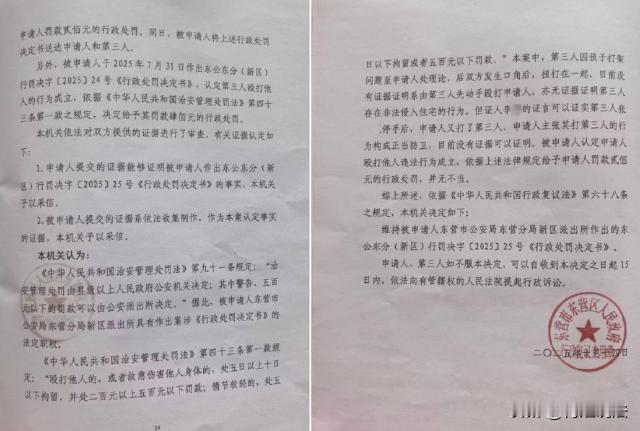 申请人罚款贰佰元的行政处罚。同日，被申请人将上述行政处罚
决定书送达申请人和第三人。
另外，被申请人于2025年7月31日作出东公东分（新区）
行罚决字〔2025〕24号《行政处罚决定书》，认定第三人殴打他
人的行为成立，依据《中华人民共和国治安管理处罚法》第四十
三条第一款之规定，决定给予其罚款肆佰元的行政处罚。
本机关依法对双方提供的证据进行了审查，有关证据认定如
下：
1.申请人提交的证据能够证明被申请人作出东公东分（新
区）行罚决字〔2025〕25号《行政处罚决定书》的事实，本机关
予以采信。
2.被申请人提交的证据系依法收集制作，作为本案认定事实
的证据，本机关予以采信。
本机关认为：
《中华人民共和国治安管理处罚法》第九十一条规定：“治
安管理处罚由县级以上人民政府公安机关决定；其中警告、五百
元以下的罚款可以由公安派出所决定。”据此，被申请人东营市
公安局东营分局新区派出所具有作出案涉《行政处罚决定书》的
法定职权。
《中华人民共和国治安管理处罚法》第四十三条第一款规
定：“殴打他人的，或者故意伤害他人身体的，处五日以上十日
以下拘留，并处二百元以上五百元以下罚款；情节较轻的，处五
日以下拘留或者五百元以下罚款。”本案中，第三人因孩子打架
问题至申请人处理论，后双方发生口角后，扭打在一起，目前没
有证据证明系由第三人先动手殴打申请人，亦无证据证明第三人
存在非法侵入住宅的行为。但证人李 的证言可以证实第三人张
停手后，申请人又打了第三人，申请人主张其打第三人的行
为构成正当防卫，目前没有证据可以证明。被申请人认定申请人
殴打他人违法行为成立，依据上述法律规定给予申请人罚款贰佰
元的行政处罚，并无不当。
综上所述，依据《中华人民共和国行政复议法》第六十八条
之规定，本机关决定如下：
维持被申请人东营市公安局东营分局新区派出所作出的东
公东分（新区）行罚决字〔2025〕25号《行政处罚决定书》。
申请人、第三人如不服本决定，可以自收到本决定之日起15
日内，依法向有管辖权的人民法院提起行政诉讼。
东营市东营区人民政府